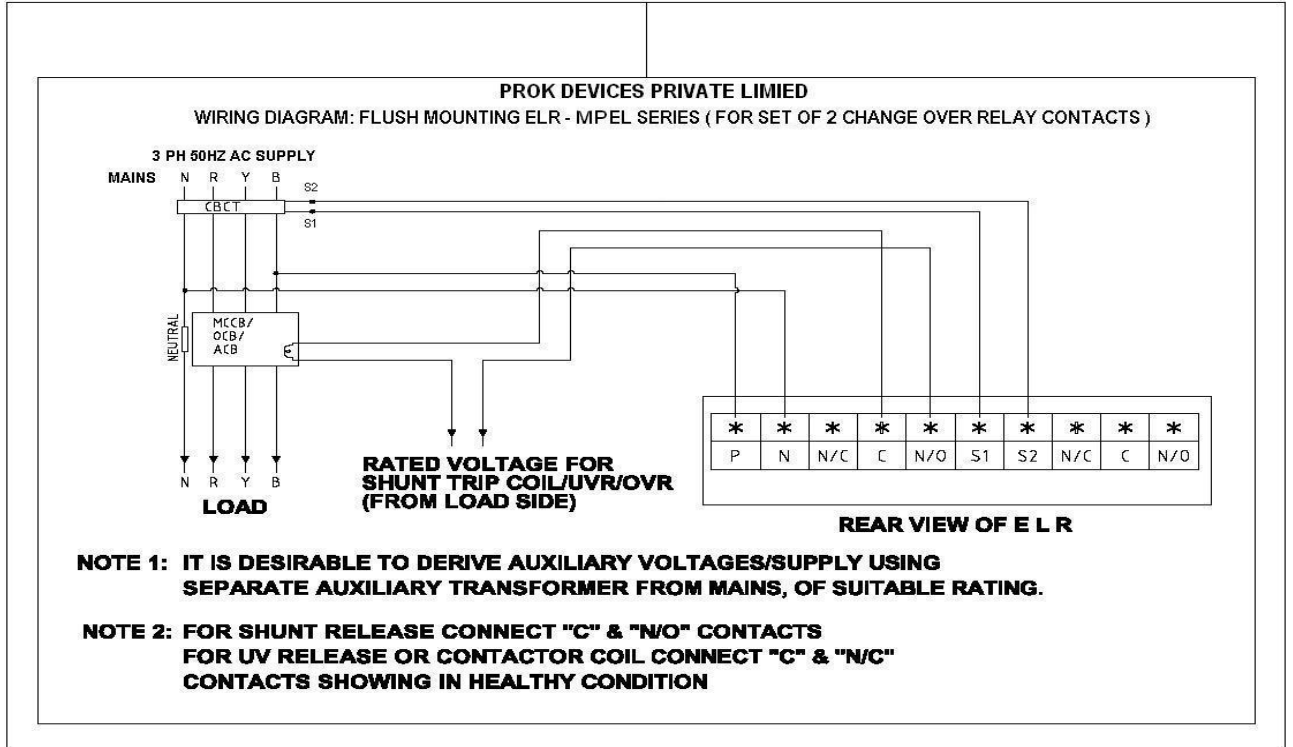 PROK DEVICES PRIVATE LIMIED
WIRING DIAGRAM: FLUSH MOUNTING ELR - MPEL SERIES ( FOR SET OF 2 CHANGE OVER RELAY CONTACTS )
3 PH 50HZ AC SUPPLY
MAINS N R Y B
S2
CBCT
S1
NEUTRAL
MCCB/
OCB/
ACB
* * * * * * * * * *
P N N/C C N/O S1 S2 N/C C N/O
N R Y B
LOAD
RATED VOLTAGE FOR
SHUNT TRIP COIL/UVR/OVR
(FROM LOAD SIDE)
REAR VIEW OF E L R
NOTE 1: IT IS DESIRABLE TO DERIVE AUXILIARY VOLTAGES/SUPPLY USING
SEPARATE AUXILIARY TRANSFORMER FROM MAINS, OF SUITABLE RATING.
NOTE 2: FOR SHUNT RELEASE CONNECT "C" & "N/O" CONTACTS
FOR UV RELEASE OR CONTACTOR COIL CONNECT "C" & "N/C"
CONTACTS SHOWING IN HEALTHY CONDITION